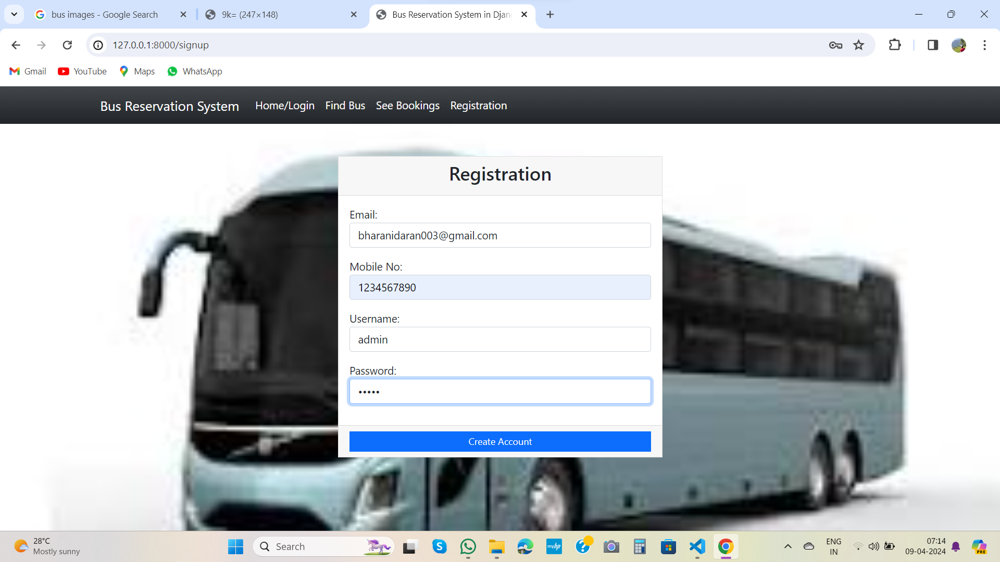 bus images - Google Search
9k= (247×148)
Bus Reservation System in Djan
127.0.0.1:8000/signup
Gmail
YouTube
Maps
WhatsApp
Bus Reservation System
Home/Login
Find Bus
See Bookings
Registration
Registration
Email:
bharanidaran003@gmail.com
Mobile No:
1234567890
Username:
admin
Password:
•••••
Create Account
28°C
Mostly sunny
Search
myhp
ENG
IN
07:14
09-04-2024
PRE